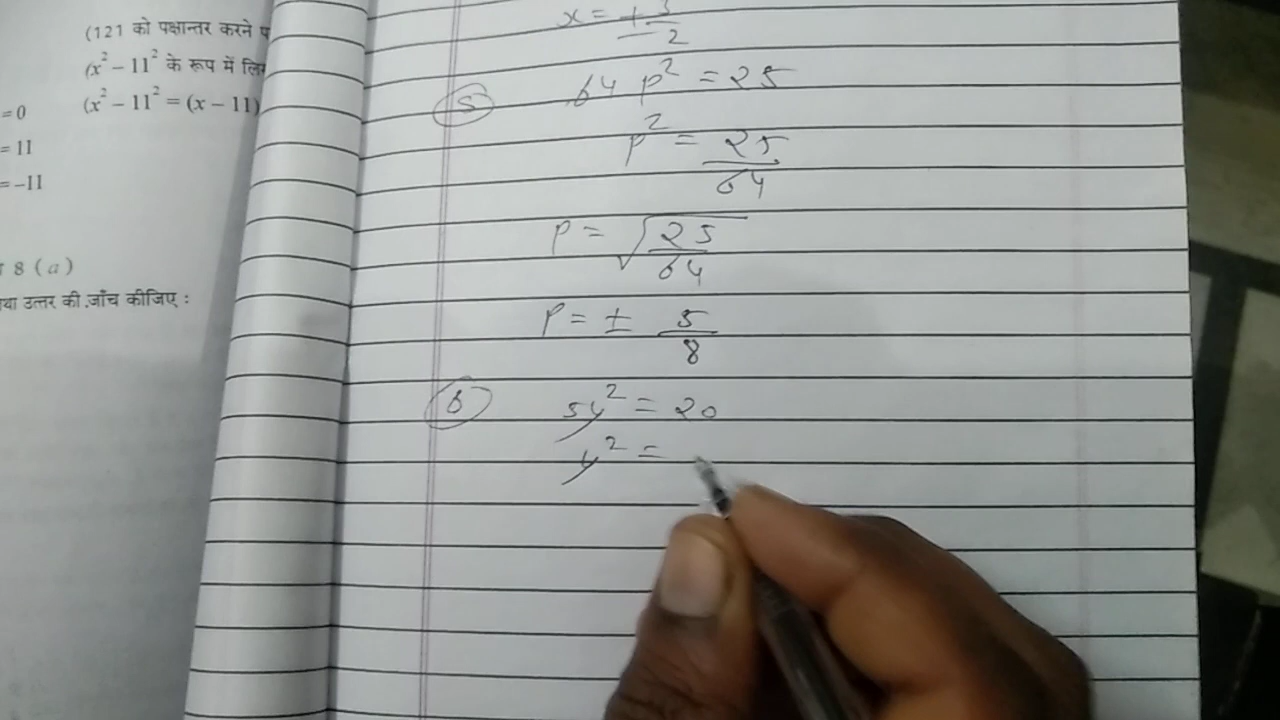 (121 को पक्षान्तर करने प
(x² – 11² के रूप में लि
(x² – 11² = (x – 11)
= 0
= 11
= –11
8 (a)
था उत्तर की जाँच कीजिए :
x = ± 3/2
(5) 64 p² = 25
p² = 25/64
p = √25/64
p = ± 5/8
(6) 5y² = 20
y² =